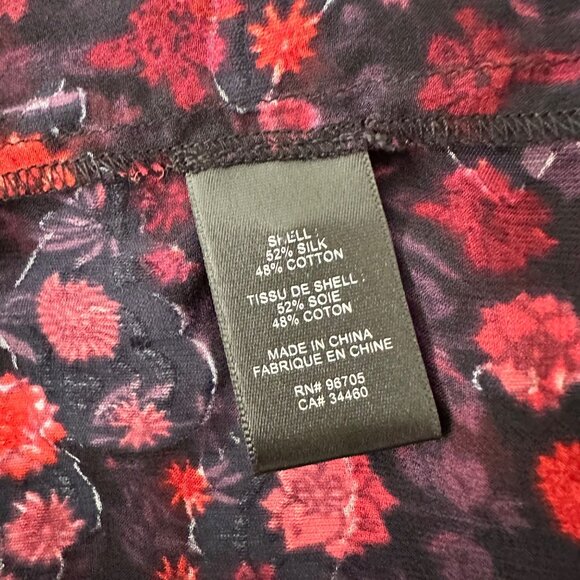 SHELL :
52% SILK
48% COTTON
TISSU DE SHELL :
52% SOIE
48% COTON
MADE IN CHINA
FABRIQUE EN CHINE
RN# 96705
CA# 34460